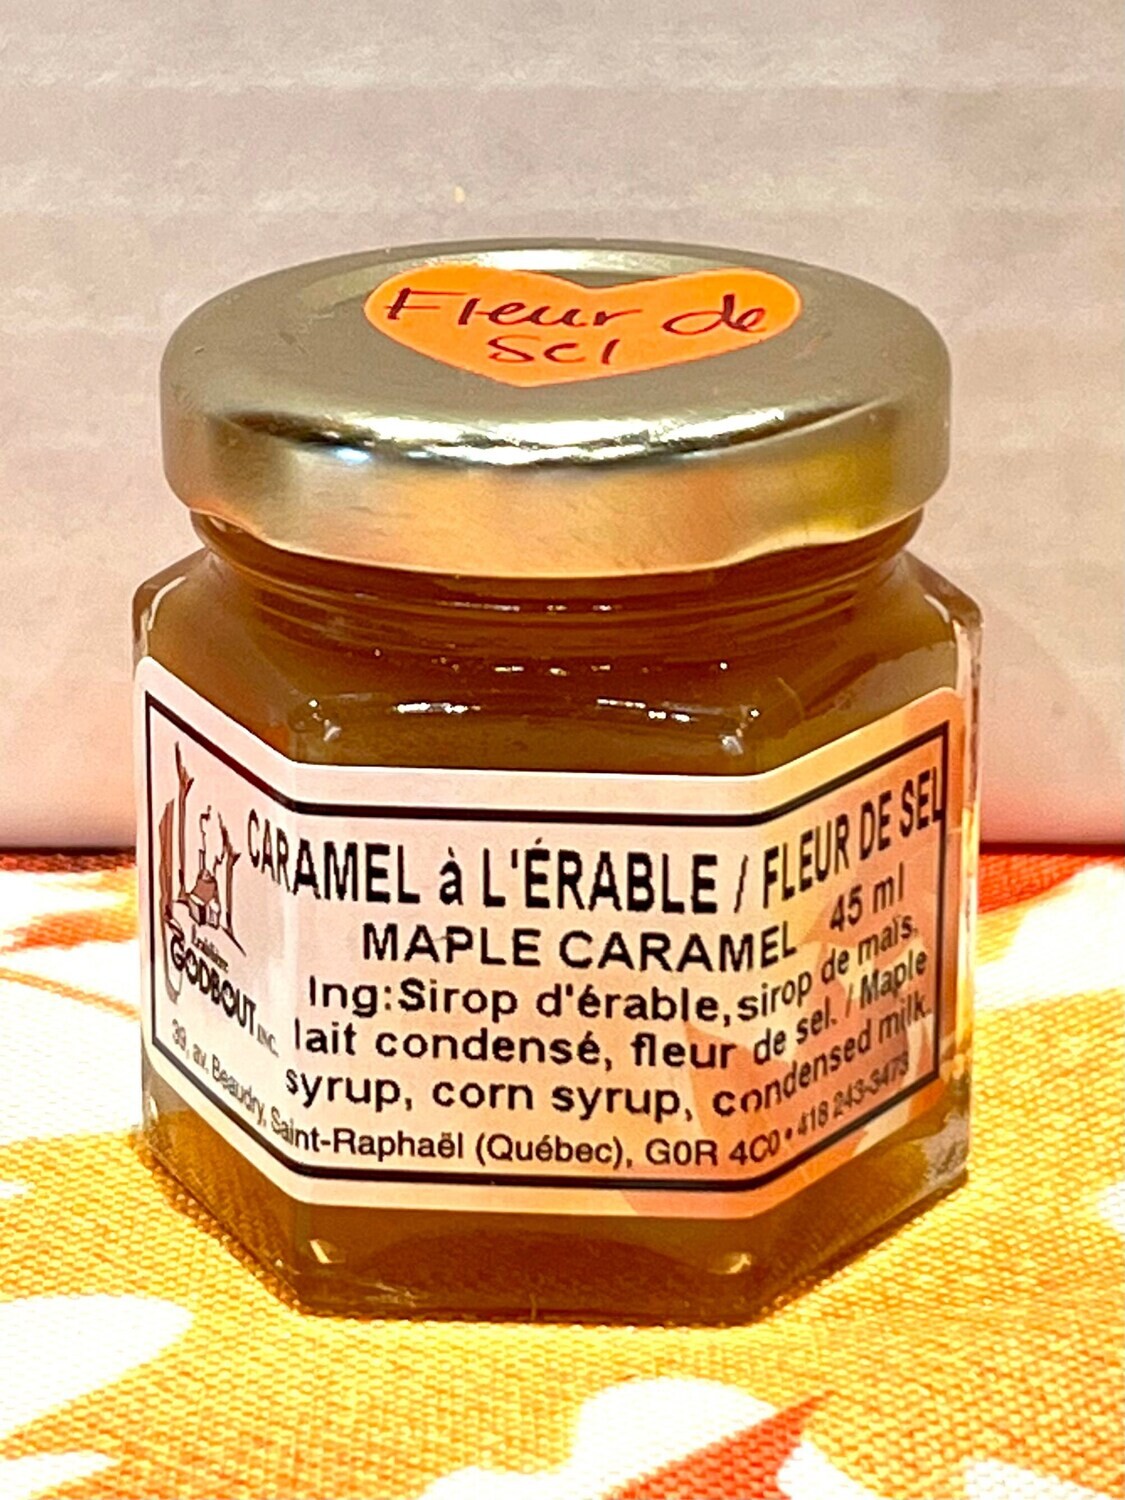 Fleur de
sel
CARAMEL à L'ÉRABLE / FLEUR DE SEL
MAPLE CARAMEL 45 ml
Ing:Sirop d'érable, sirop de maïs,
lait condensé, fleur de sel. / Maple
syrup, corn syrup, condensed milk.
Érablière
GODBOUT INC.
39, av. Beaudry, Saint-Raphaël (Québec), G0R 4C0 • 418 243-3473